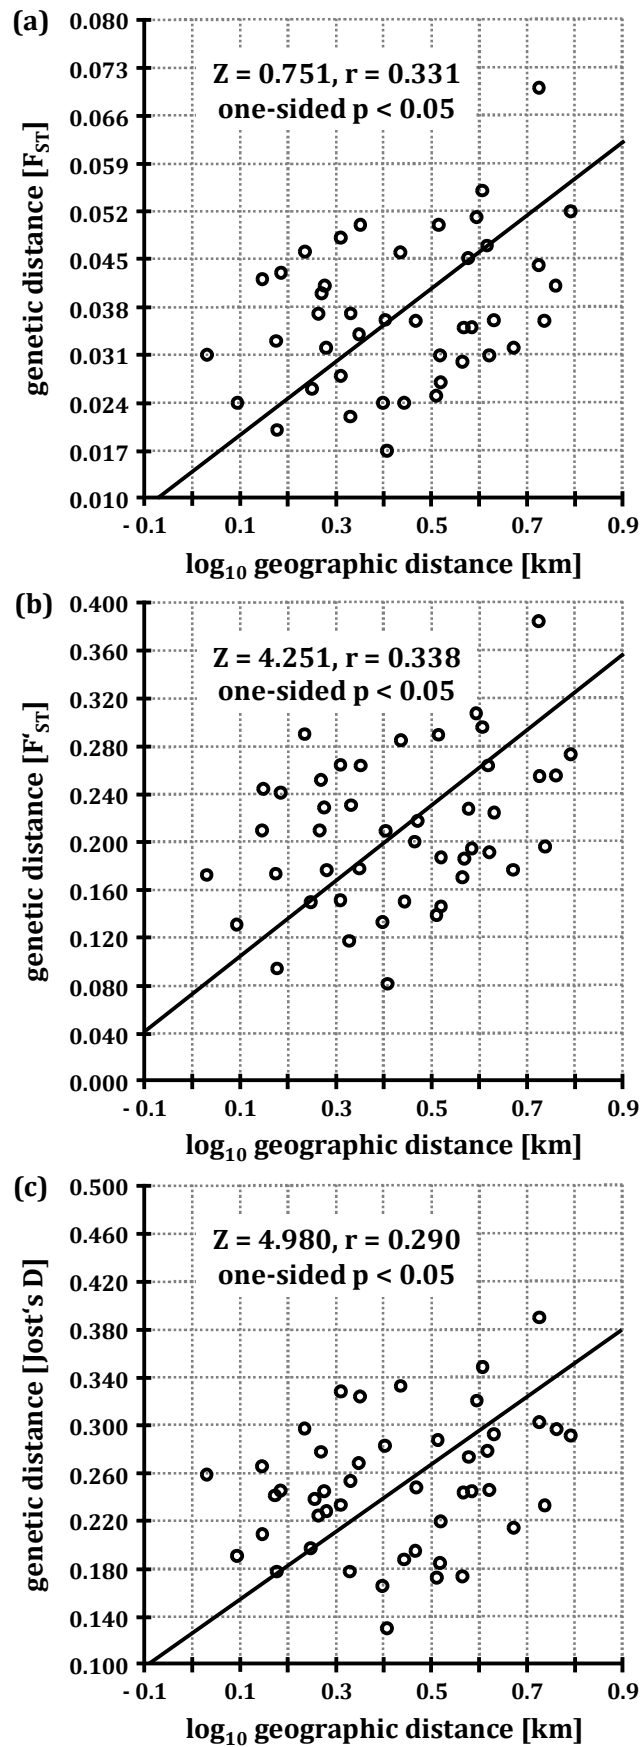 (a)
0.080
0.073
0.066
0.059
0.052
0.045
0.038
0.031
0.024
0.017
0.010
genetic distance [F_ST]
Z = 0.751, r = 0.331
one-sided p < 0.05
- 0.1 0.1 0.3 0.5 0.7 0.9
log₁₀ geographic distance [km]
(b)
0.400
0.360
0.320
0.280
0.240
0.200
0.160
0.120
0.080
0.040
0.000
genetic distance [F‘_ST]
Z = 4.251, r = 0.338
one-sided p < 0.05
- 0.1 0.1 0.3 0.5 0.7 0.9
log₁₀ geographic distance [km]
(c)
0.500
0.460
0.420
0.380
0.340
0.300
0.260
0.220
0.180
0.140
0.100
genetic distance [Jost‘s D]
Z = 4.980, r = 0.290
one-sided p < 0.05
- 0.1 0.1 0.3 0.5 0.7 0.9
log₁₀ geographic distance [km]